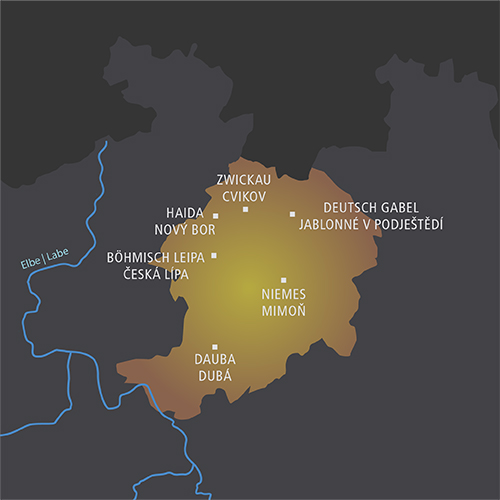 ZWICKAU
CVIKOV
HAIDA
NOVÝ BOR
DEUTSCH GABEL
JABLONNÉ V PODJEŠTĚDÍ
Elbe | Labe
BÖHMISCH LEIPA
ČESKÁ LÍPA
NIEMES
MIMOŇ
DAUBA
DUBÁ